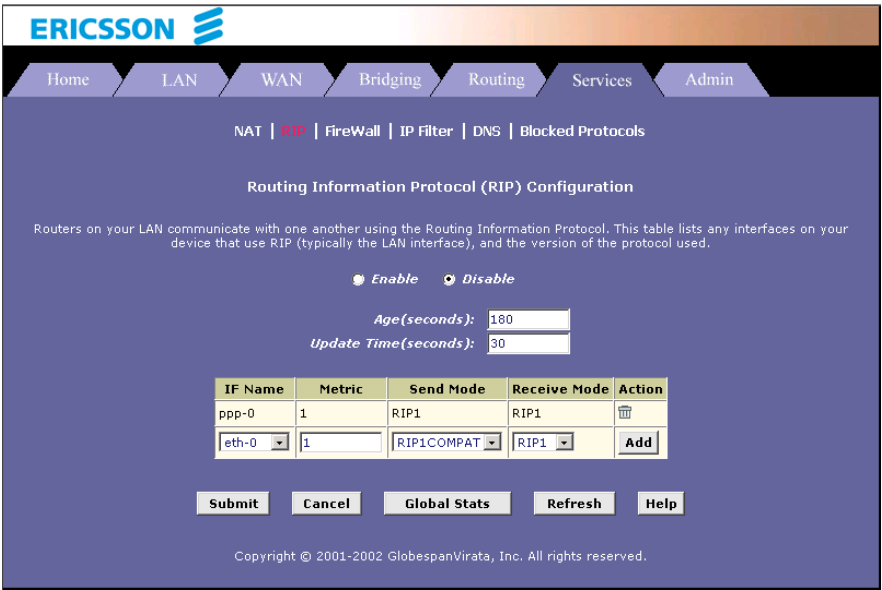 ERICSSON
Home LAN WAN Bridging Routing Services Admin
NAT | RIP | FireWall | IP Filter | DNS | Blocked Protocols
Routing Information Protocol (RIP) Configuration
Routers on your LAN communicate with one another using the Routing Information Protocol. This table lists any interfaces on your
device that use RIP (typically the LAN interface), and the version of the protocol used.
Enable Disable
Age(seconds): 180
Update Time(seconds): 30
IF Name Metric Send Mode Receive Mode Action
ppp-0 1 RIP1 RIP1
eth-0 1 RIP1COMPAT RIP1 Add
Submit Cancel Global Stats Refresh Help
Copyright © 2001-2002 GlobespanVirata, Inc. All rights reserved.